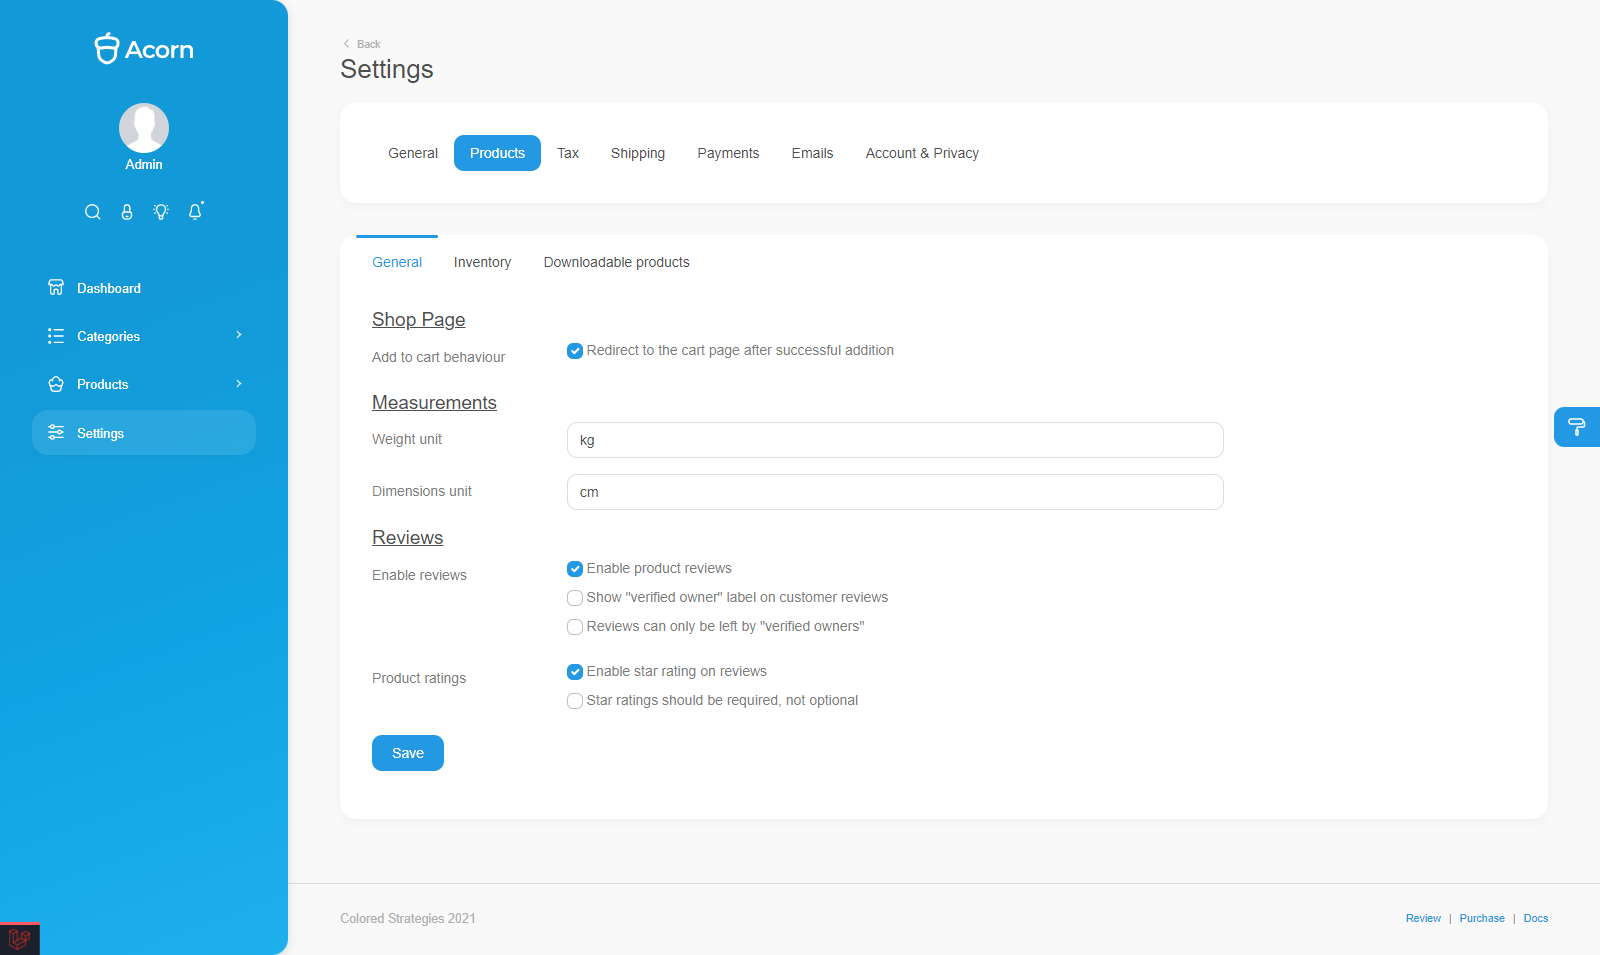 Acorn
Admin
Dashboard
Categories
Products
Settings
Back
Settings
General Products Tax Shipping Payments Emails Account & Privacy
General Inventory Downloadable products
Shop Page
Add to cart behaviour Redirect to the cart page after successful addition
Measurements
Weight unit kg
Dimensions unit cm
Reviews
Enable reviews Enable product reviews
Show "verified owner" label on customer reviews
Reviews can only be left by "verified owners"
Product ratings Enable star rating on reviews
Star ratings should be required, not optional
Save
Colored Strategies 2021
Review | Purchase | Docs